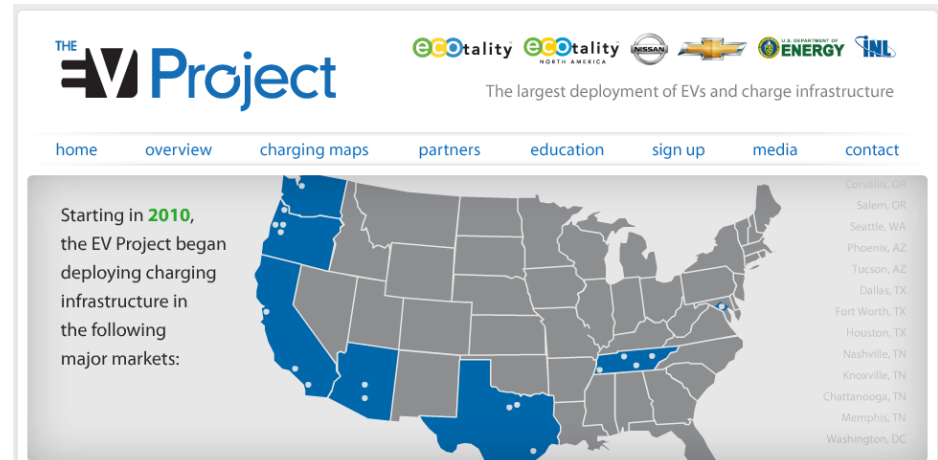 THE
EV Project
ecotality
ecotality
NORTH AMERICA
NISSAN
U.S. DEPARTMENT OF
ENERGY
INL
The largest deployment of EVs and charge infrastructure
home overview charging maps partners education sign up media contact
Starting in 2010,
the EV Project began
deploying charging
infrastructure in
the following
major markets:
Corvallis, OR
Salem, OR
Seattle, WA
Phoenix, AZ
Tucson, AZ
Dallas, TX
Fort Worth, TX
Houston, TX
Nashville, TN
Knoxville, TN
Chattanooga, TN
Memphis, TN
Washington, DC